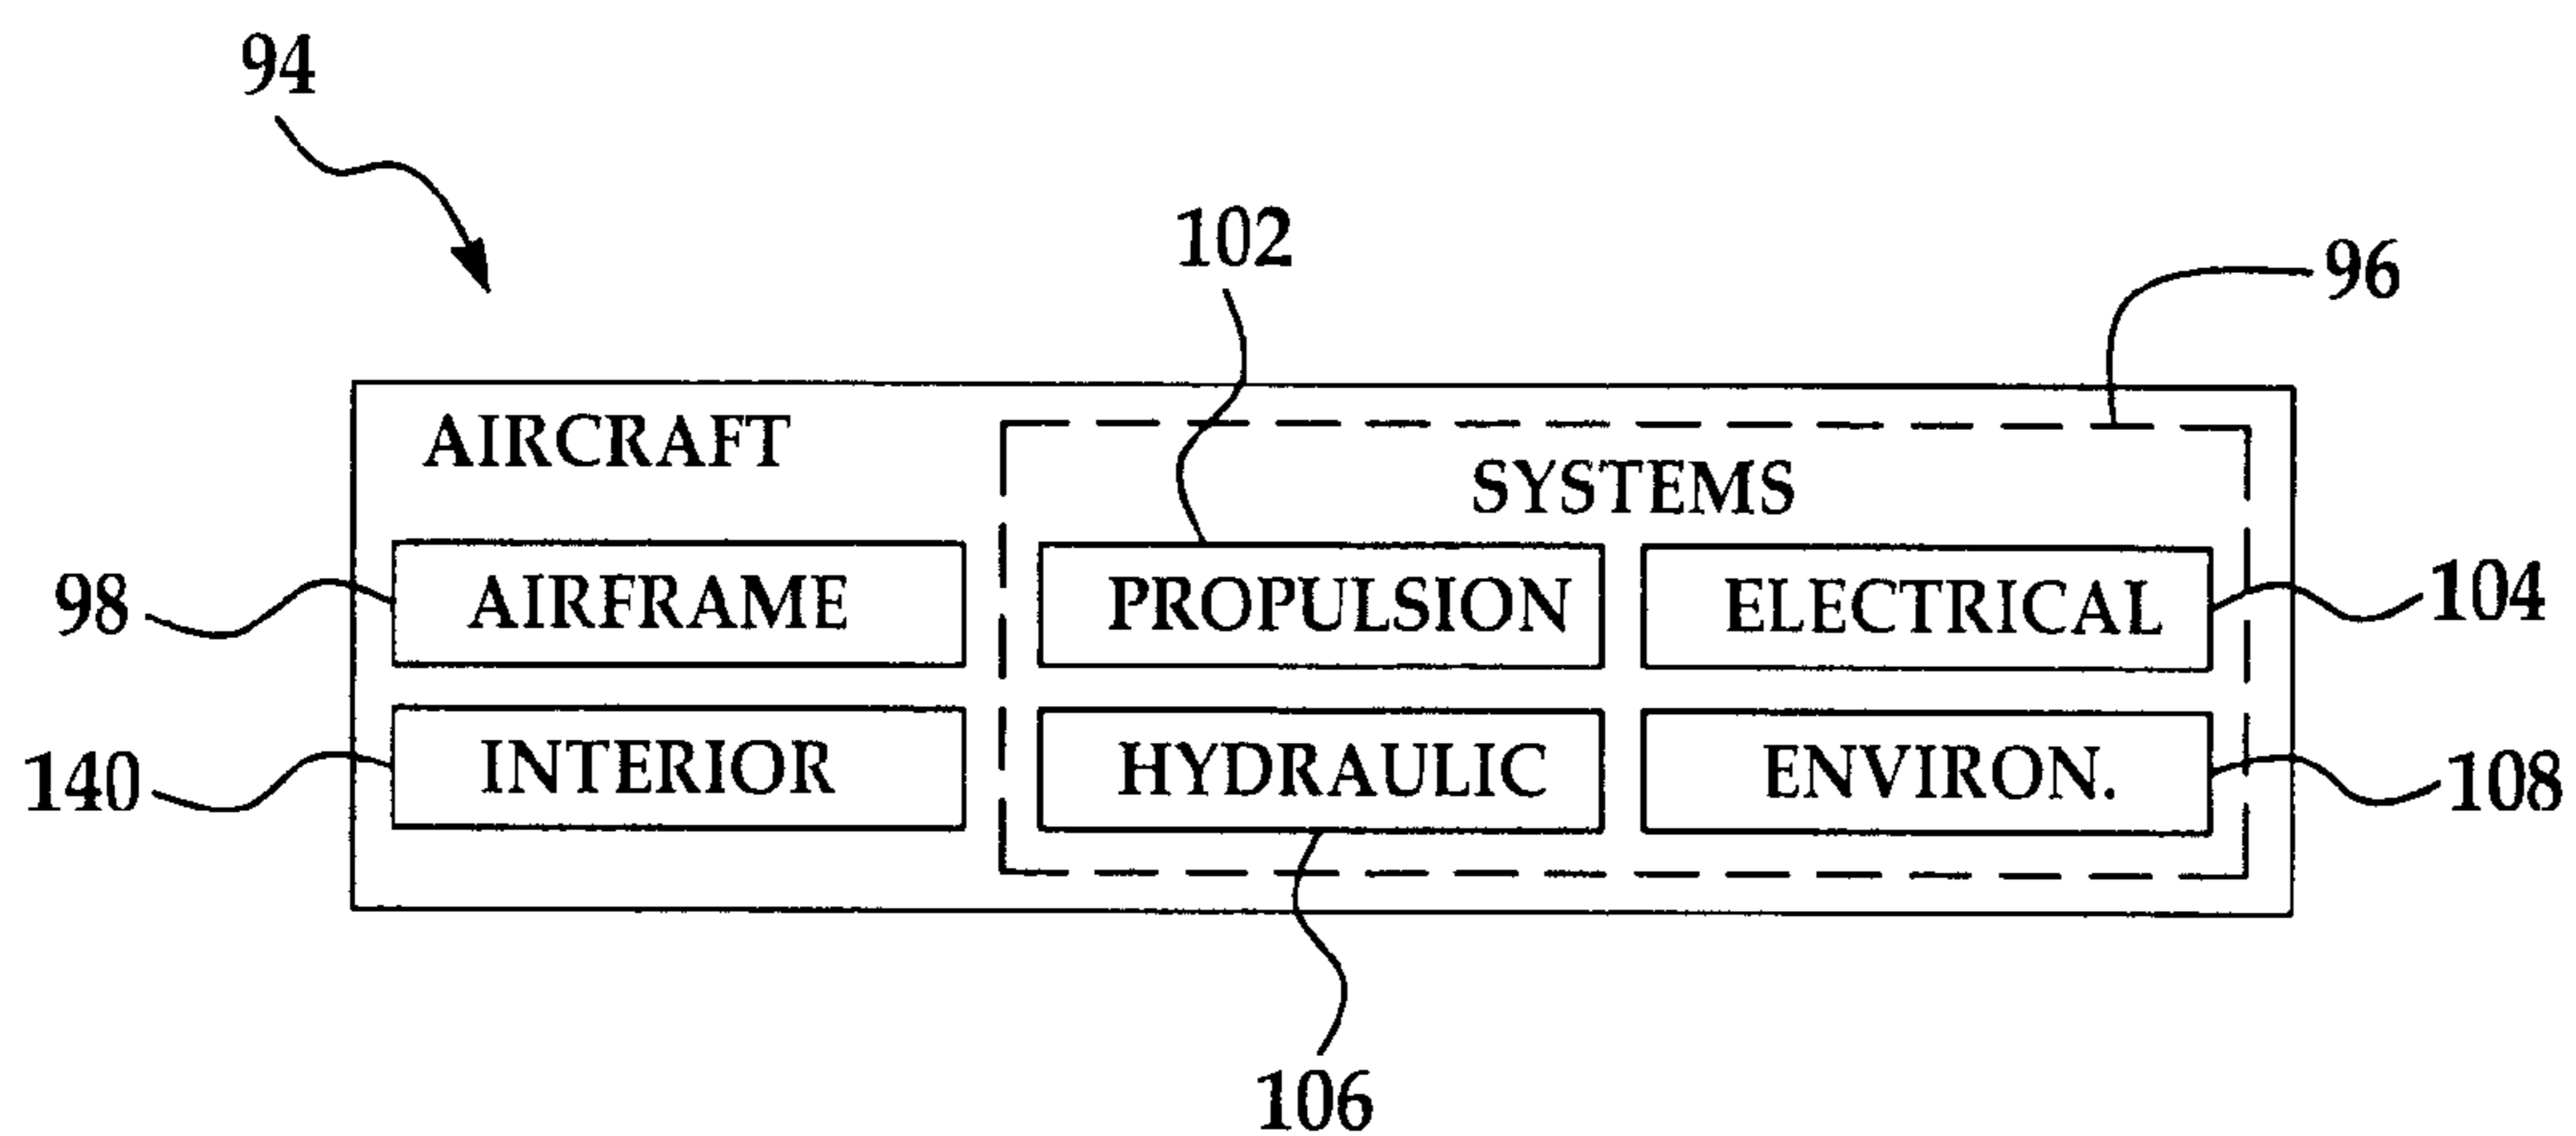 94
102
96
AIRCRAFT
SYSTEMS
98
AIRFRAME
PROPULSION
ELECTRICAL
104
140
INTERIOR
HYDRAULIC
ENVIRON.
108
106